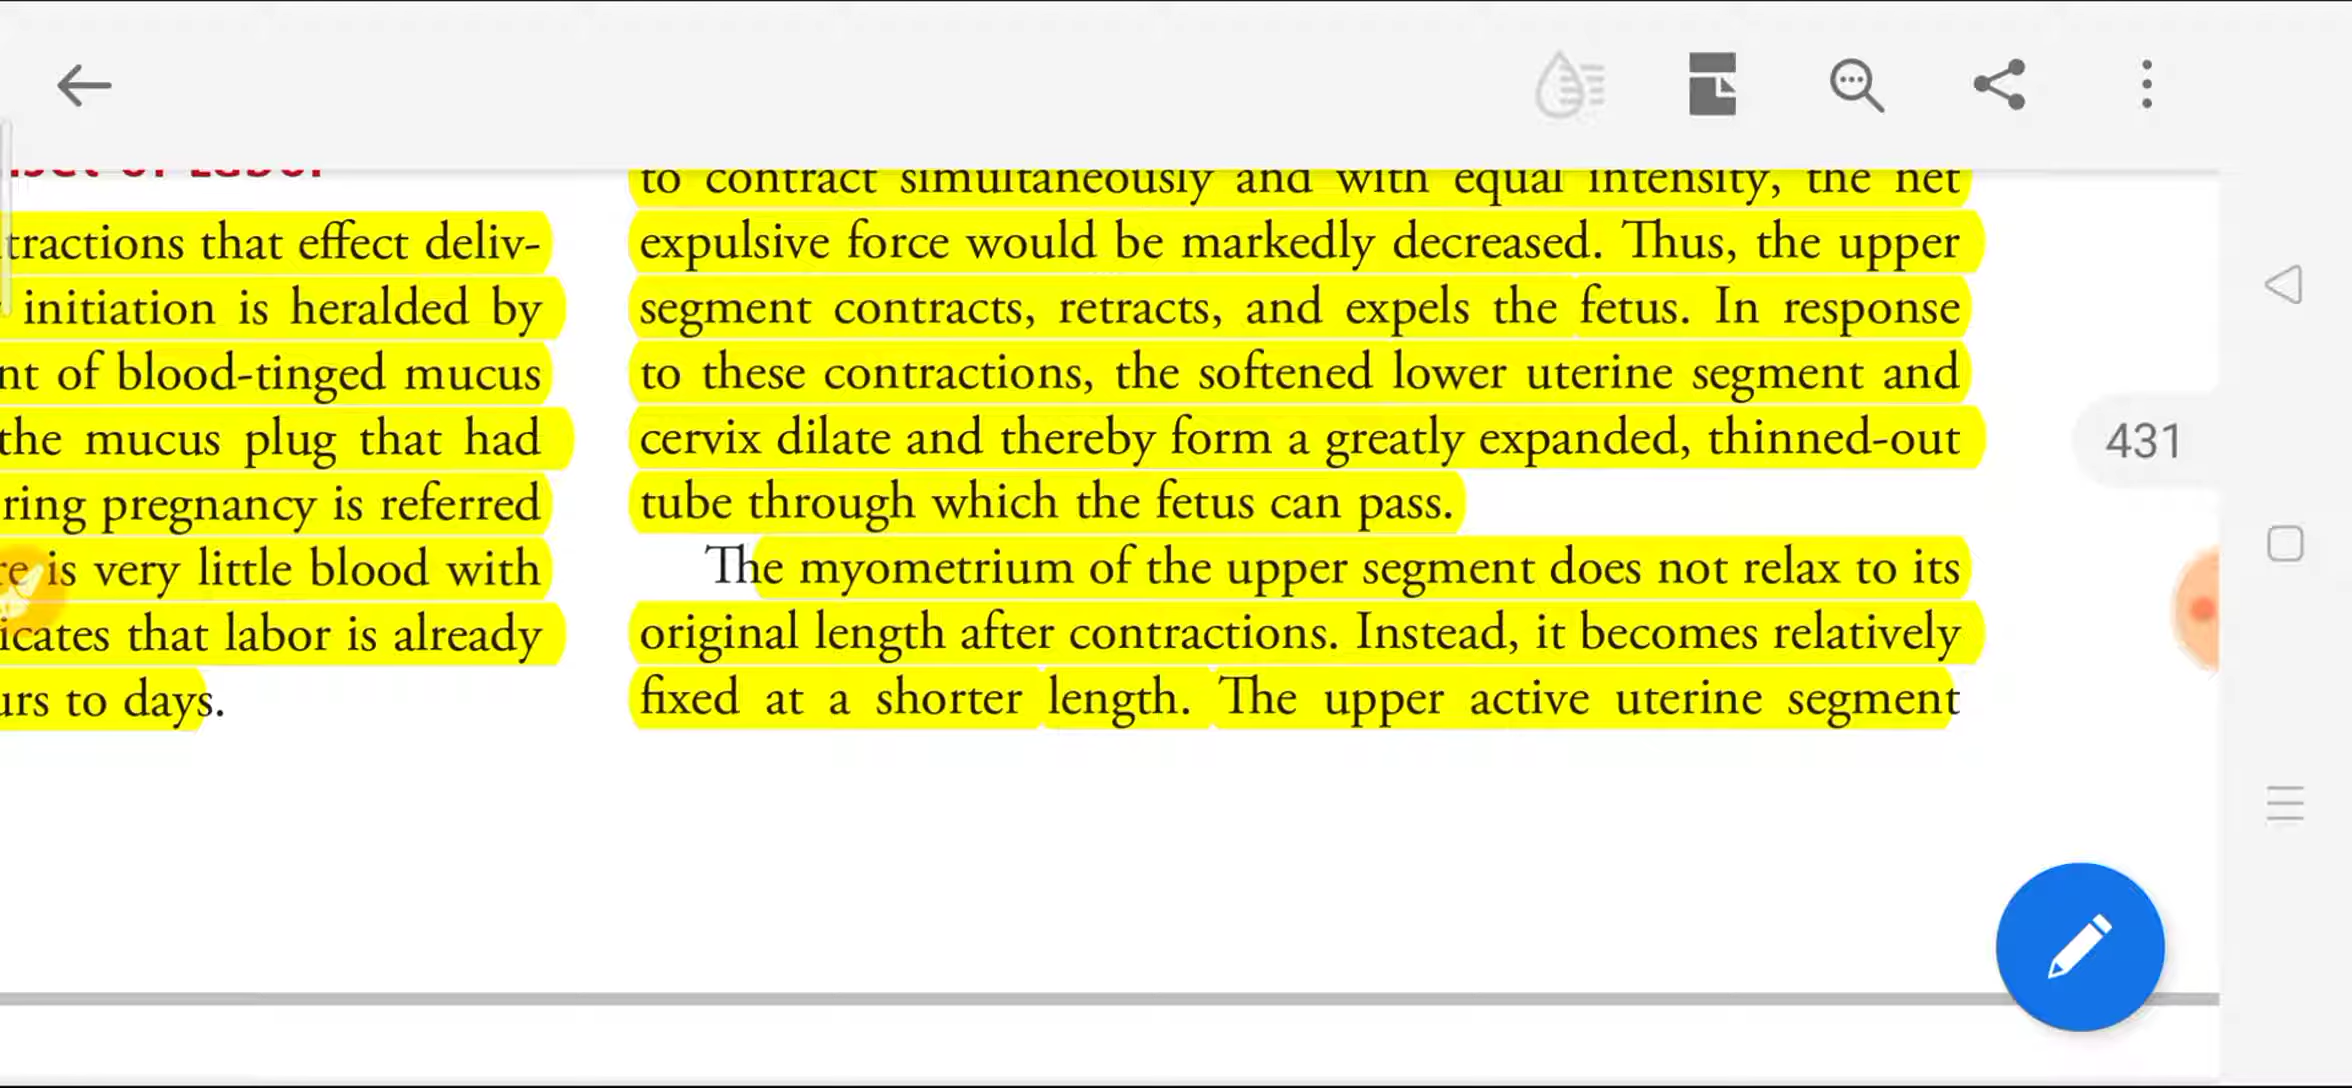 nset of Labor
tractions that effect deliv-
initiation is heralded by
nt of blood-tinged mucus
the mucus plug that had
ring pregnancy is referred
re is very little blood with
icates that labor is already
urs to days.
to contract simultaneously and with equal intensity, the net
expulsive force would be markedly decreased. Thus, the upper
segment contracts, retracts, and expels the fetus. In response
to these contractions, the softened lower uterine segment and
cervix dilate and thereby form a greatly expanded, thinned-out
tube through which the fetus can pass.
The myometrium of the upper segment does not relax to its
original length after contractions. Instead, it becomes relatively
fixed at a shorter length. The upper active uterine segment
431